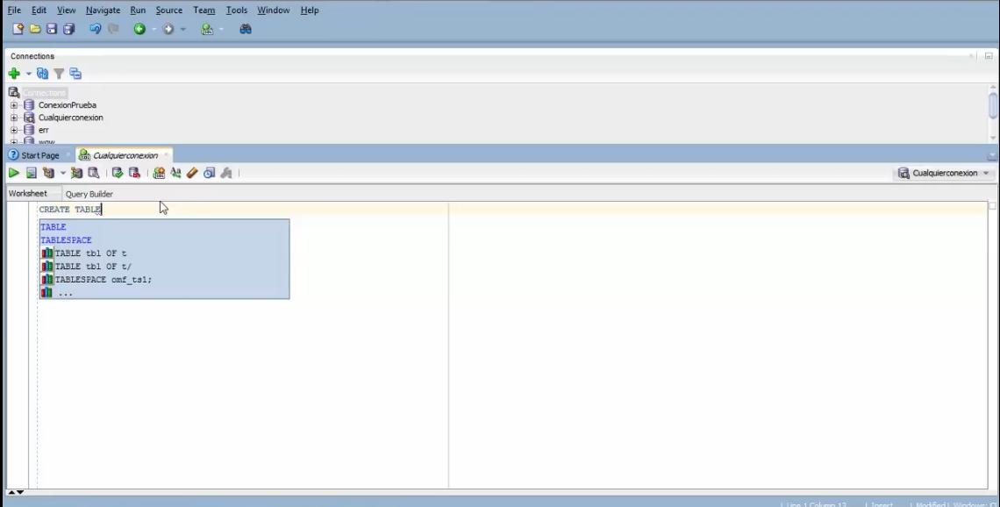 File Edit View Navigate Run Source Team Tools Window Help
Connections
Connections
ConexionPrueba
Cualquierconexion
err
wow
Start Page Cualquierconexion
Cualquierconexion
Worksheet Query Builder
CREATE TABLE
TABLE
TABLESPACE
TABLE tbl OF t
TABLE tbl OF t/
TABLESPACE omf_ts1;
...
Line 1 Column 13 | Insert | Modified | Windows: